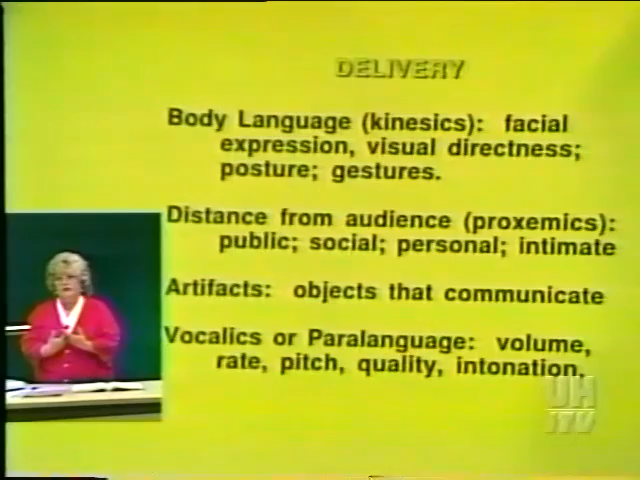 DELIVERY
Body Language (kinesics): facial
expression, visual directness;
posture; gestures.
Distance from audience (proxemics):
public; social; personal; intimate
Artifacts: objects that communicate
Vocalics or Paralanguage: volume,
rate, pitch, quality, intonation.
UH
ITV